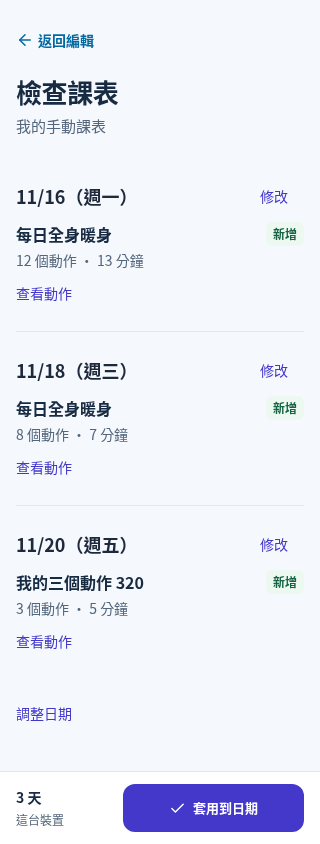 返回編輯
檢查課表
我的手動課表
11/16（週一）
修改
每日全身暖身
新增
12 個動作 · 13 分鐘
查看動作
11/18（週三）
修改
每日全身暖身
新增
8 個動作 · 7 分鐘
查看動作
11/20（週五）
修改
我的三個動作 320
新增
3 個動作 · 5 分鐘
查看動作
調整日期
3 天
這台裝置
套用到日期